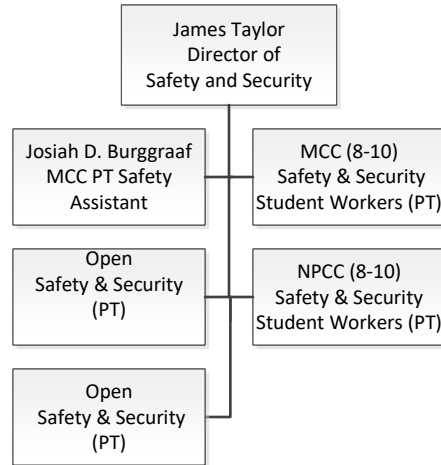 James Taylor
Director of
Safety and Security
Josiah D. Burggraaf
MCC PT Safety
Assistant
MCC (8-10)
Safety & Security
Student Workers (PT)
Open
Safety & Security
(PT)
NPCC (8-10)
Safety & Security
Student Workers (PT)
Open
Safety & Security
(PT)